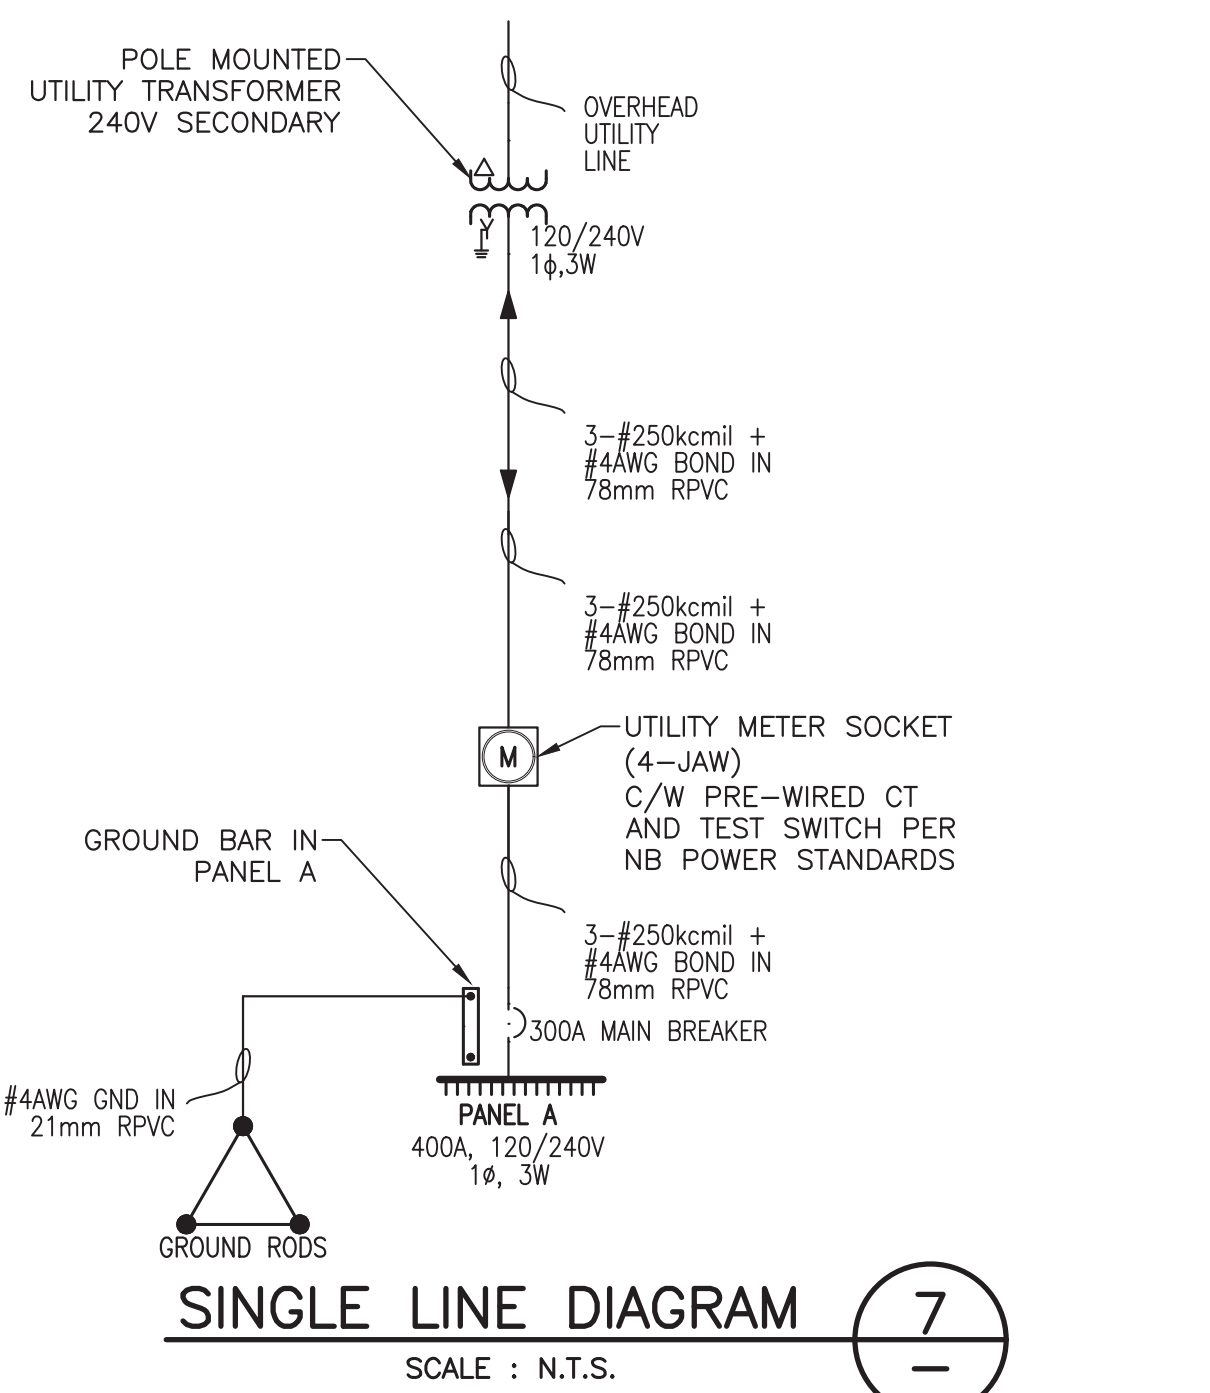 POLE MOUNTED
UTILITY TRANSFORMER
240V SECONDARY
OVERHEAD
UTILITY
LINE
120/240V
1ϕ,3W
3-#250kcmil +
#4AWG BOND IN
78mm RPVC
3-#250kcmil +
#4AWG BOND IN
78mm RPVC
M
UTILITY METER SOCKET
(4-JAW)
C/W PRE-WIRED CT
AND TEST SWITCH PER
NB POWER STANDARDS
GROUND BAR IN
PANEL A
3-#250kcmil +
#4AWG BOND IN
78mm RPVC
300A MAIN BREAKER
#4AWG GND IN
21mm RPVC
PANEL A
400A, 120/240V
1ø, 3W
GROUND RODS
SINGLE LINE DIAGRAM
SCALE : N.T.S.
7
-